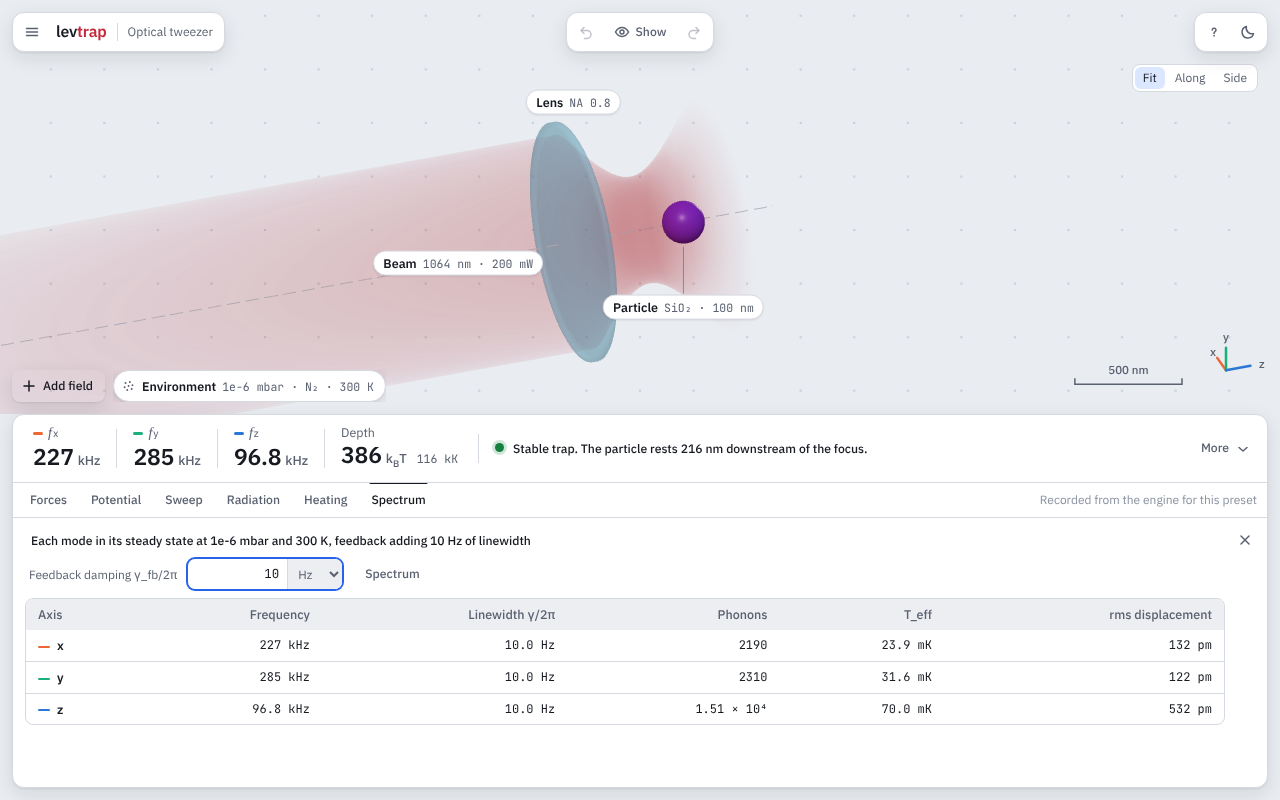 levtrap Optical tweezer
Show
?
Fit Along Side
Lens NA 0.8
Beam 1064 nm · 200 mW
Particle SiO₂ · 100 nm
Add field
Environment 1e-6 mbar · N₂ · 300 K
500 nm
y
x
z
fx
227 kHz
fy
285 kHz
fz
96.8 kHz
Depth
386 k_BT 116 kK
Stable trap. The particle rests 216 nm downstream of the focus.
More
Forces Potential Sweep Radiation Heating Spectrum
Recorded from the engine for this preset
Each mode in its steady state at 1e-6 mbar and 300 K, feedback adding 10 Hz of linewidth
Feedback damping γ_fb/2π 10 Hz Spectrum
Axis Frequency Linewidth γ/2π Phonons T_eff rms displacement
x 227 kHz 10.0 Hz 2190 23.9 mK 132 pm
y 285 kHz 10.0 Hz 2310 31.6 mK 122 pm
z 96.8 kHz 10.0 Hz 1.51 × 10⁴ 70.0 mK 532 pm